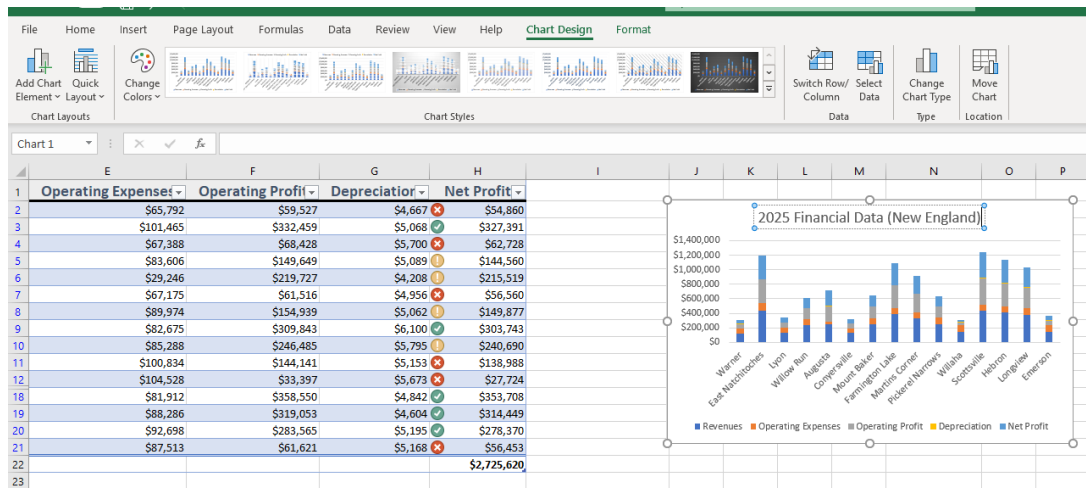 File Home Insert Page Layout Formulas Data Review View Help Chart Design Format
Add Chart Element
Quick Layout
Change Colors
Switch Row/ Column
Select Data
Change Chart Type
Move Chart
Chart Layouts Chart Styles Data Type Location
Chart 1 fx
E F G H I J K L M N O P
1 Operating Expenses Operating Profit Depreciation Net Profit
2 $65,792 $59,527 $4,667 $54,860
3 $101,465 $332,459 $5,068 $327,391
4 $67,388 $68,428 $5,700 $62,728
5 $83,606 $149,649 $5,089 $144,560
6 $29,246 $219,727 $4,208 $215,519
7 $67,175 $61,516 $4,956 $56,560
8 $89,974 $154,939 $5,062 $149,877
9 $82,675 $309,843 $6,100 $303,743
10 $85,288 $246,485 $5,795 $240,690
11 $100,834 $144,141 $5,153 $138,988
12 $104,528 $33,397 $5,673 $27,724
18 $81,912 $358,550 $4,842 $353,708
19 $88,286 $319,053 $4,604 $314,449
20 $92,698 $283,565 $5,195 $278,370
21 $87,513 $61,621 $5,168 $56,453
22 $2,725,620
23
2025 Financial Data (New England)
$1,400,000
$1,200,000
$1,000,000
$800,000
$600,000
$400,000
$200,000
$0
Warner
East Natchitoches
Lyon
Willow Run
Augusta
Conyersville
Mount Baker
Farmington Lake
Martins Corner
Pickerel Narrows
Willaha
Scottsville
Hebron
Longview
Emerson
Revenues Operating Expenses Operating Profit Depreciation Net Profit